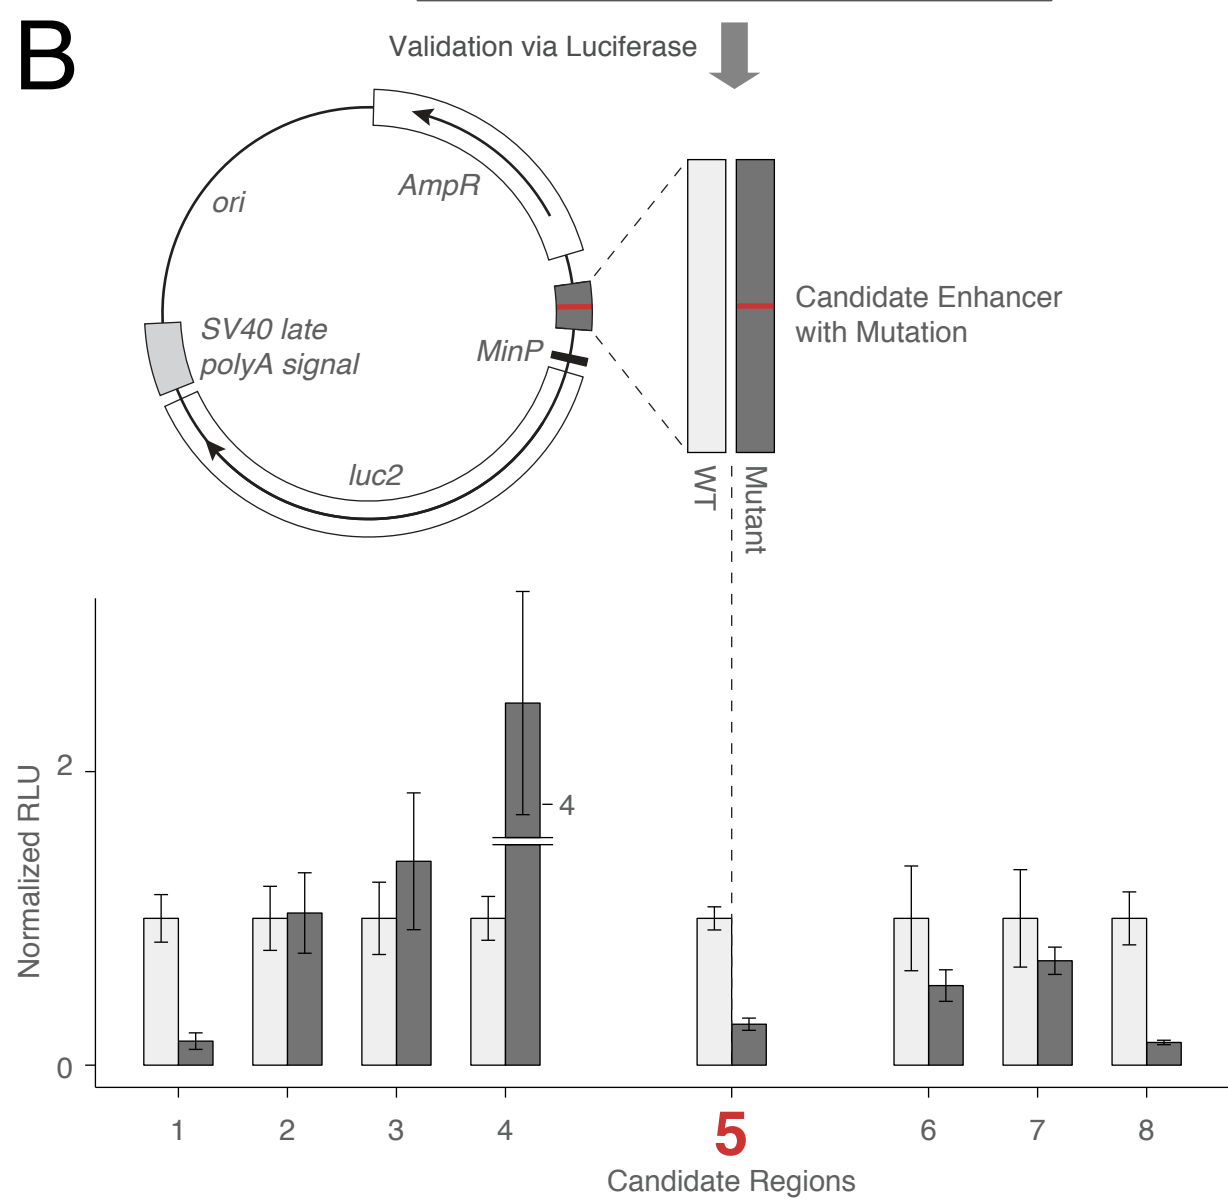 B
Validation via Luciferase
AmpR
ori
SV40 late
polyA signal
MinP
luc2
Candidate Enhancer
with Mutation
WT
Mutant
Normalized RLU
2
4
0
1
2
3
4
5
6
7
8
Candidate Regions